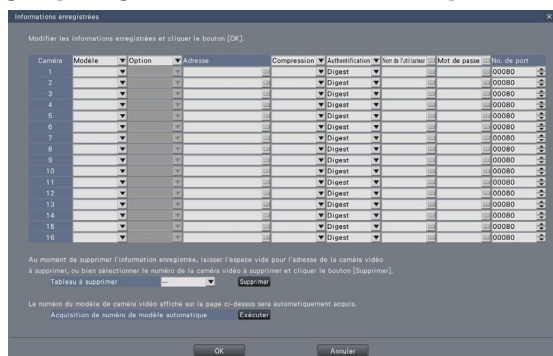 Informations enregistrées
Modifier les informations enregistrées et cliquer le bouton [OK].
Caméra Modèle Option Adresse Compression Authentification Nom de l'utilisateur Mot de passe No. de port
1 Digest 00080
2 Digest 00080
3 Digest 00080
4 Digest 00080
5 Digest 00080
6 Digest 00080
7 Digest 00080
8 Digest 00080
9 Digest 00080
10 Digest 00080
11 Digest 00080
12 Digest 00080
13 Digest 00080
14 Digest 00080
15 Digest 00080
16 Digest 00080
Au moment de supprimer l'information enregistrée, laisser l'espace vide pour l'adresse de la caméra vidéo
à supprimer, ou bien sélectionner le numéro de la caméra vidéo à supprimer et cliquer le bouton [Supprimer].
Tableau à supprimer -- Supprimer
Le numéro du modèle de caméra vidéo affiché sur la page ci-dessus sera automatiquement acquis.
Acquisition de numéro de modèle automatique Exécuter
OK Annuler